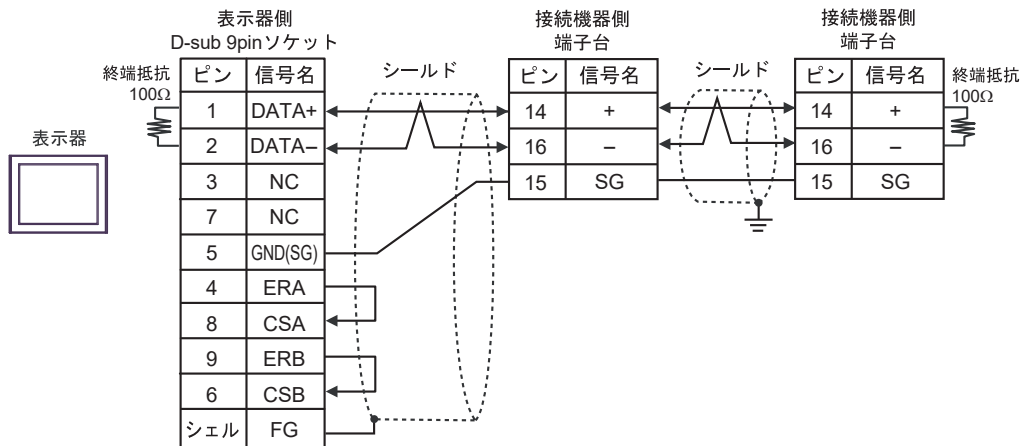 表示器側
D-sub 9pinソケット
接続機器側
端子台
接続機器側
端子台
終端抵抗
100Ω
ピン 信号名
シールド
ピン 信号名
シールド
ピン 信号名
終端抵抗
100Ω
1 DATA+
14 +
14 +
表示器
2 DATA–
16 –
16 –
3 NC
15 SG
15 SG
7 NC
5 GND(SG)
4 ERA
8 CSA
9 ERB
6 CSB
シェル FG